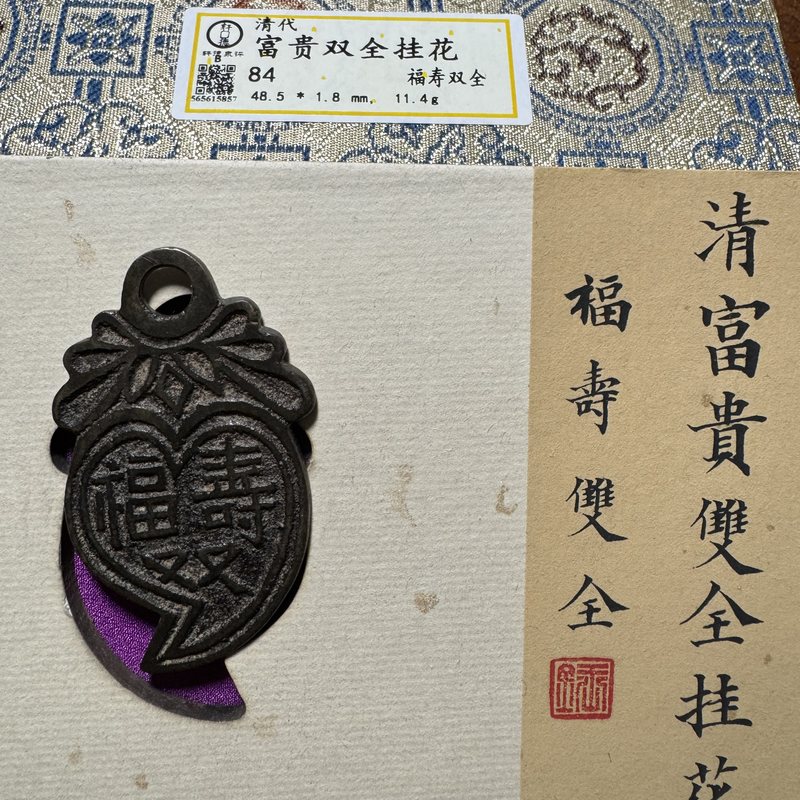 清代
富贵双全挂花
84 福寿双全
565615857
48.5 * 1.8 mm, 11.4g
福 壽
双
清富貴雙全挂花
福壽雙全